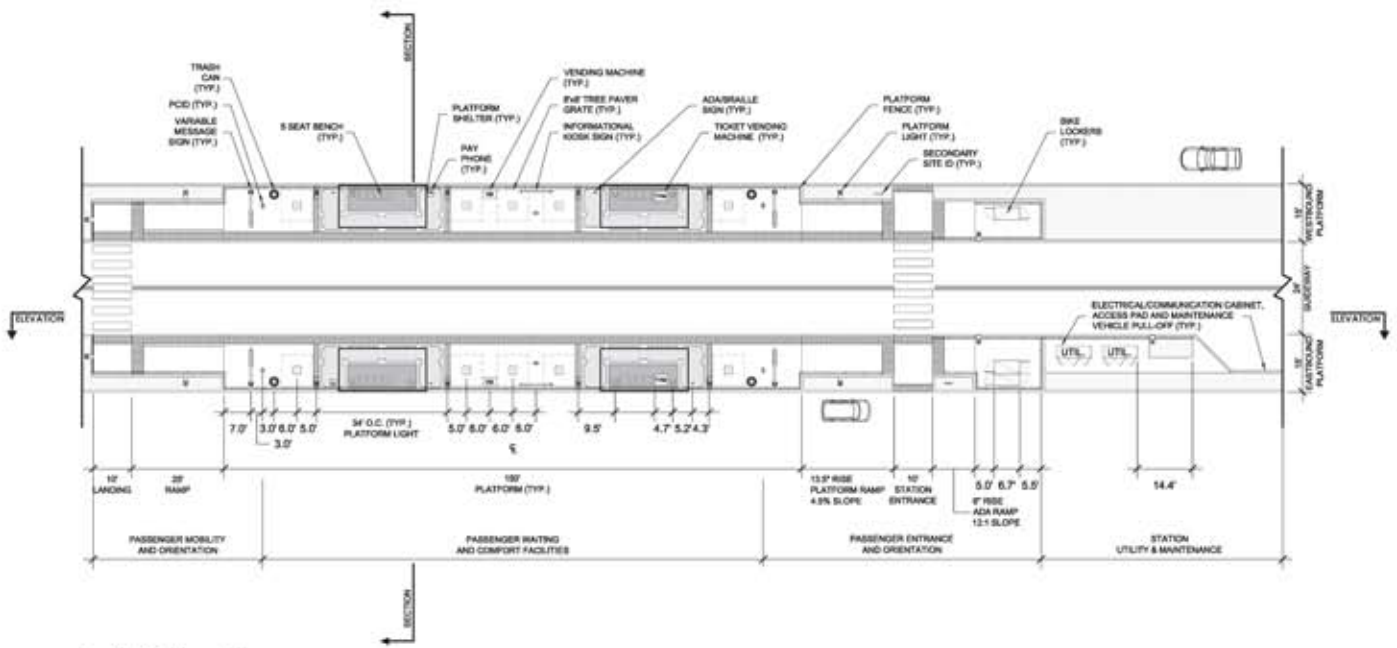 SECTION
TRASH
CAN
(TYP.)
PCID (TYP.)
VARIABLE
MESSAGE
SIGN (TYP.)
5 SEAT BENCH
(TYP.)
PLATFORM
SHELTER (TYP.)
PAY
PHONE
(TYP.)
VENDING MACHINE
(TYP.)
8'x8' TREE PAVER
GRATE (TYP.)
INFORMATIONAL
KIOSK SIGN (TYP.)
ADA/BRAILLE
SIGN (TYP.)
TICKET VENDING
MACHINE (TYP.)
PLATFORM
FENCE (TYP.)
PLATFORM
LIGHT (TYP.)
SECONDARY
SITE ID (TYP.)
BIKE
LOCKERS
(TYP.)
15'
WESTBOUND
PLATFORM
GUIDEWAY
ELEVATION
ELEVATION
ELECTRICAL/COMMUNICATION CABINET,
ACCESS PAD AND MAINTENANCE
VEHICLE PULL-OFF (TYP.)
UTIL. UTIL.
15'
EASTBOUND
PLATFORM
7.0' 3.0' 6.0' 5.0'
3.0'
34' O.C. (TYP.)
PLATFORM LIGHT
5.0' 6.0' 6.0' 6.0'
9.5' 4.7' 5.2' 4.3'
10'
LANDING
RAMP
PLATFORM (TYP.)
13.5" RISE
PLATFORM RAMP
10'
STATION
ENTRANCE
6" RISE
ADA RAMP
12:1 SLOPE
5.0' 6.7' 5.5'
14.4'
PASSENGER MOBILITY
AND ORIENTATION
PASSENGER WAITING
AND COMFORT FACILITIES
PASSENGER ENTRANCE
AND ORIENTATION
STATION
UTILITY & MAINTENANCE
SECTION